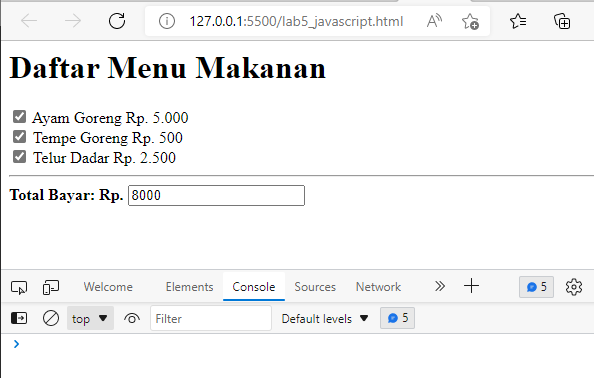 127.0.0.1:5500/lab5_javascript.html
Daftar Menu Makanan
Ayam Goreng Rp. 5.000
Tempe Goreng Rp. 500
Telur Dadar Rp. 2.500
Total Bayar: Rp. 8000
Welcome Elements Console Sources Network 5
top Filter Default levels 5